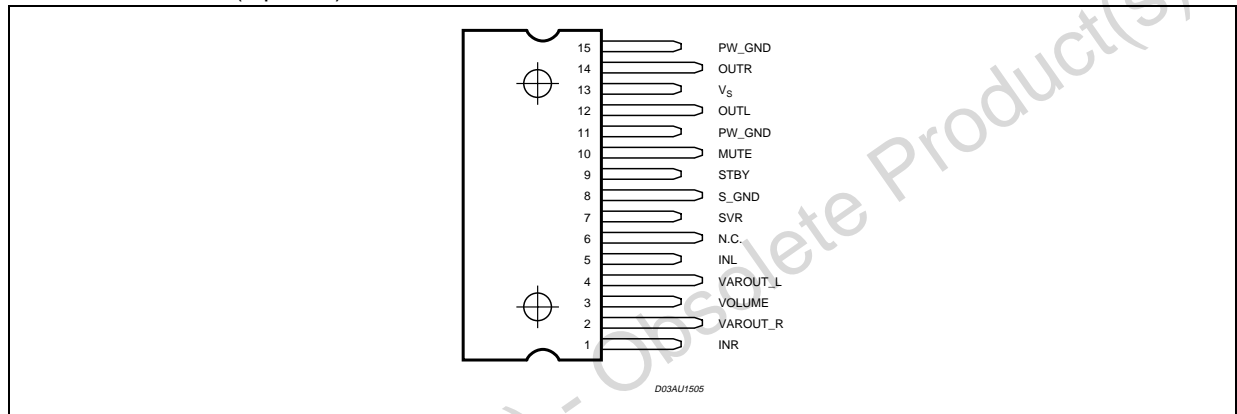 15 PW_GND
14 OUTR
13 VS
12 OUTL
11 PW_GND
10 MUTE
9 STBY
8 S_GND
7 SVR
6 N.C.
5 INL
4 VAROUT_L
3 VOLUME
2 VAROUT_R
1 INR
D03AU1505
- Obsolete Product(s)